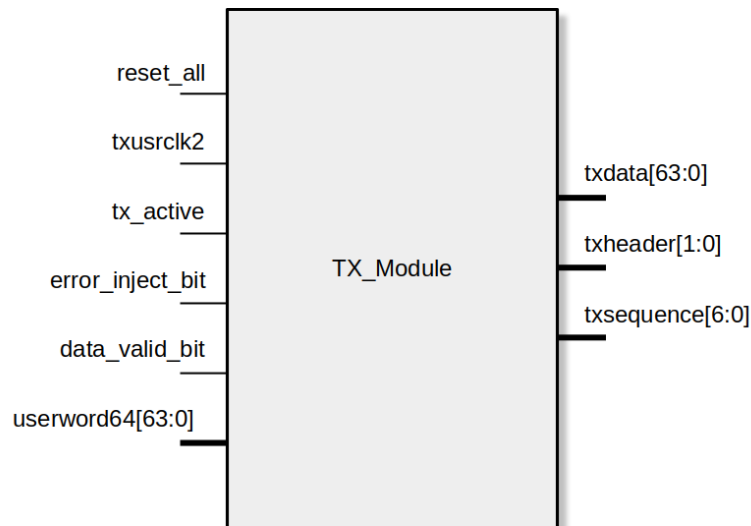 reset_all
txusrclk2
tx_active
error_inject_bit
data_valid_bit
userword64[63:0]
TX_Module
txdata[63:0]
txheader[1:0]
txsequence[6:0]